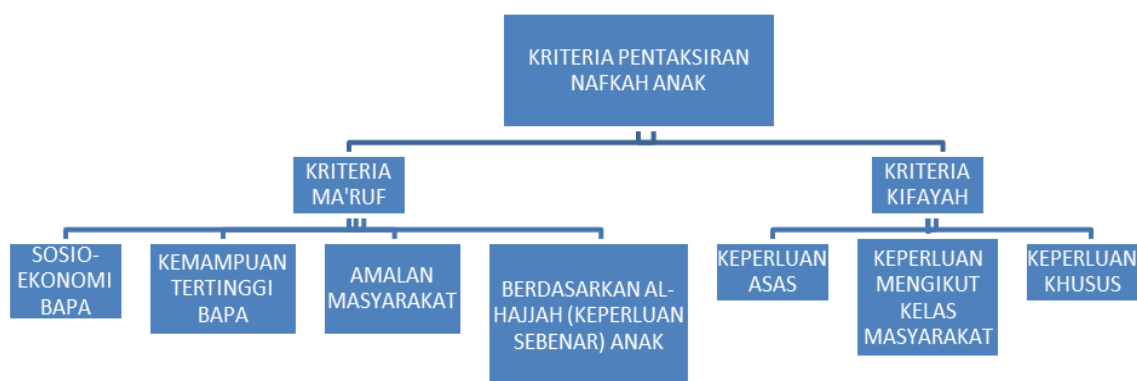 KRITERIA PENTAKSIRAN
NAFKAH ANAK
KRITERIA
MA'RUF
KRITERIA
KIFAYAH
SOSIO-
EKONOMI
BAPA
KEMAMPUAN
TERTINGGI
BAPA
AMALAN
MASYARAKAT
BERDASARKAN AL-
HAJJAH (KEPERLUAN
SEBENAR) ANAK
KEPERLUAN
ASAS
KEPERLUAN
MENGIKUT
KELAS
MASYARAKAT
KEPERLUAN
KHUSUS